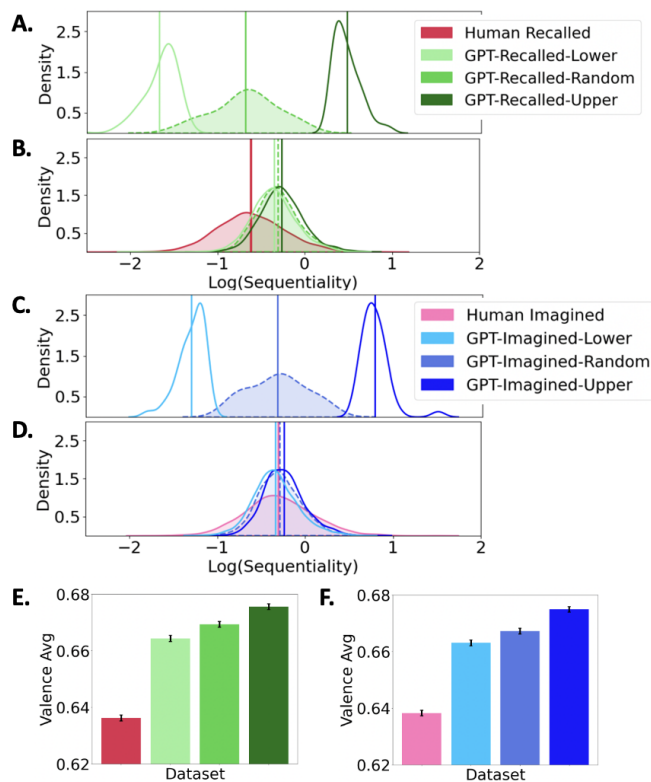 A.
Density
2.5
1.5
0.5
Human Recalled
GPT-Recalled-Lower
GPT-Recalled-Random
GPT-Recalled-Upper
B.
Density
2.5
1.5
0.5
−2 −1 0 1 2
Log(Sequentiality)
C.
Density
2.5
1.5
0.5
Human Imagined
GPT-Imagined-Lower
GPT-Imagined-Random
GPT-Imagined-Upper
D.
Density
2.5
1.5
0.5
−2 −1 0 1 2
Log(Sequentiality)
E.
Valence Avg
0.68
0.66
0.64
0.62
Dataset
F.
Valence Avg
0.68
0.66
0.64
0.62
Dataset